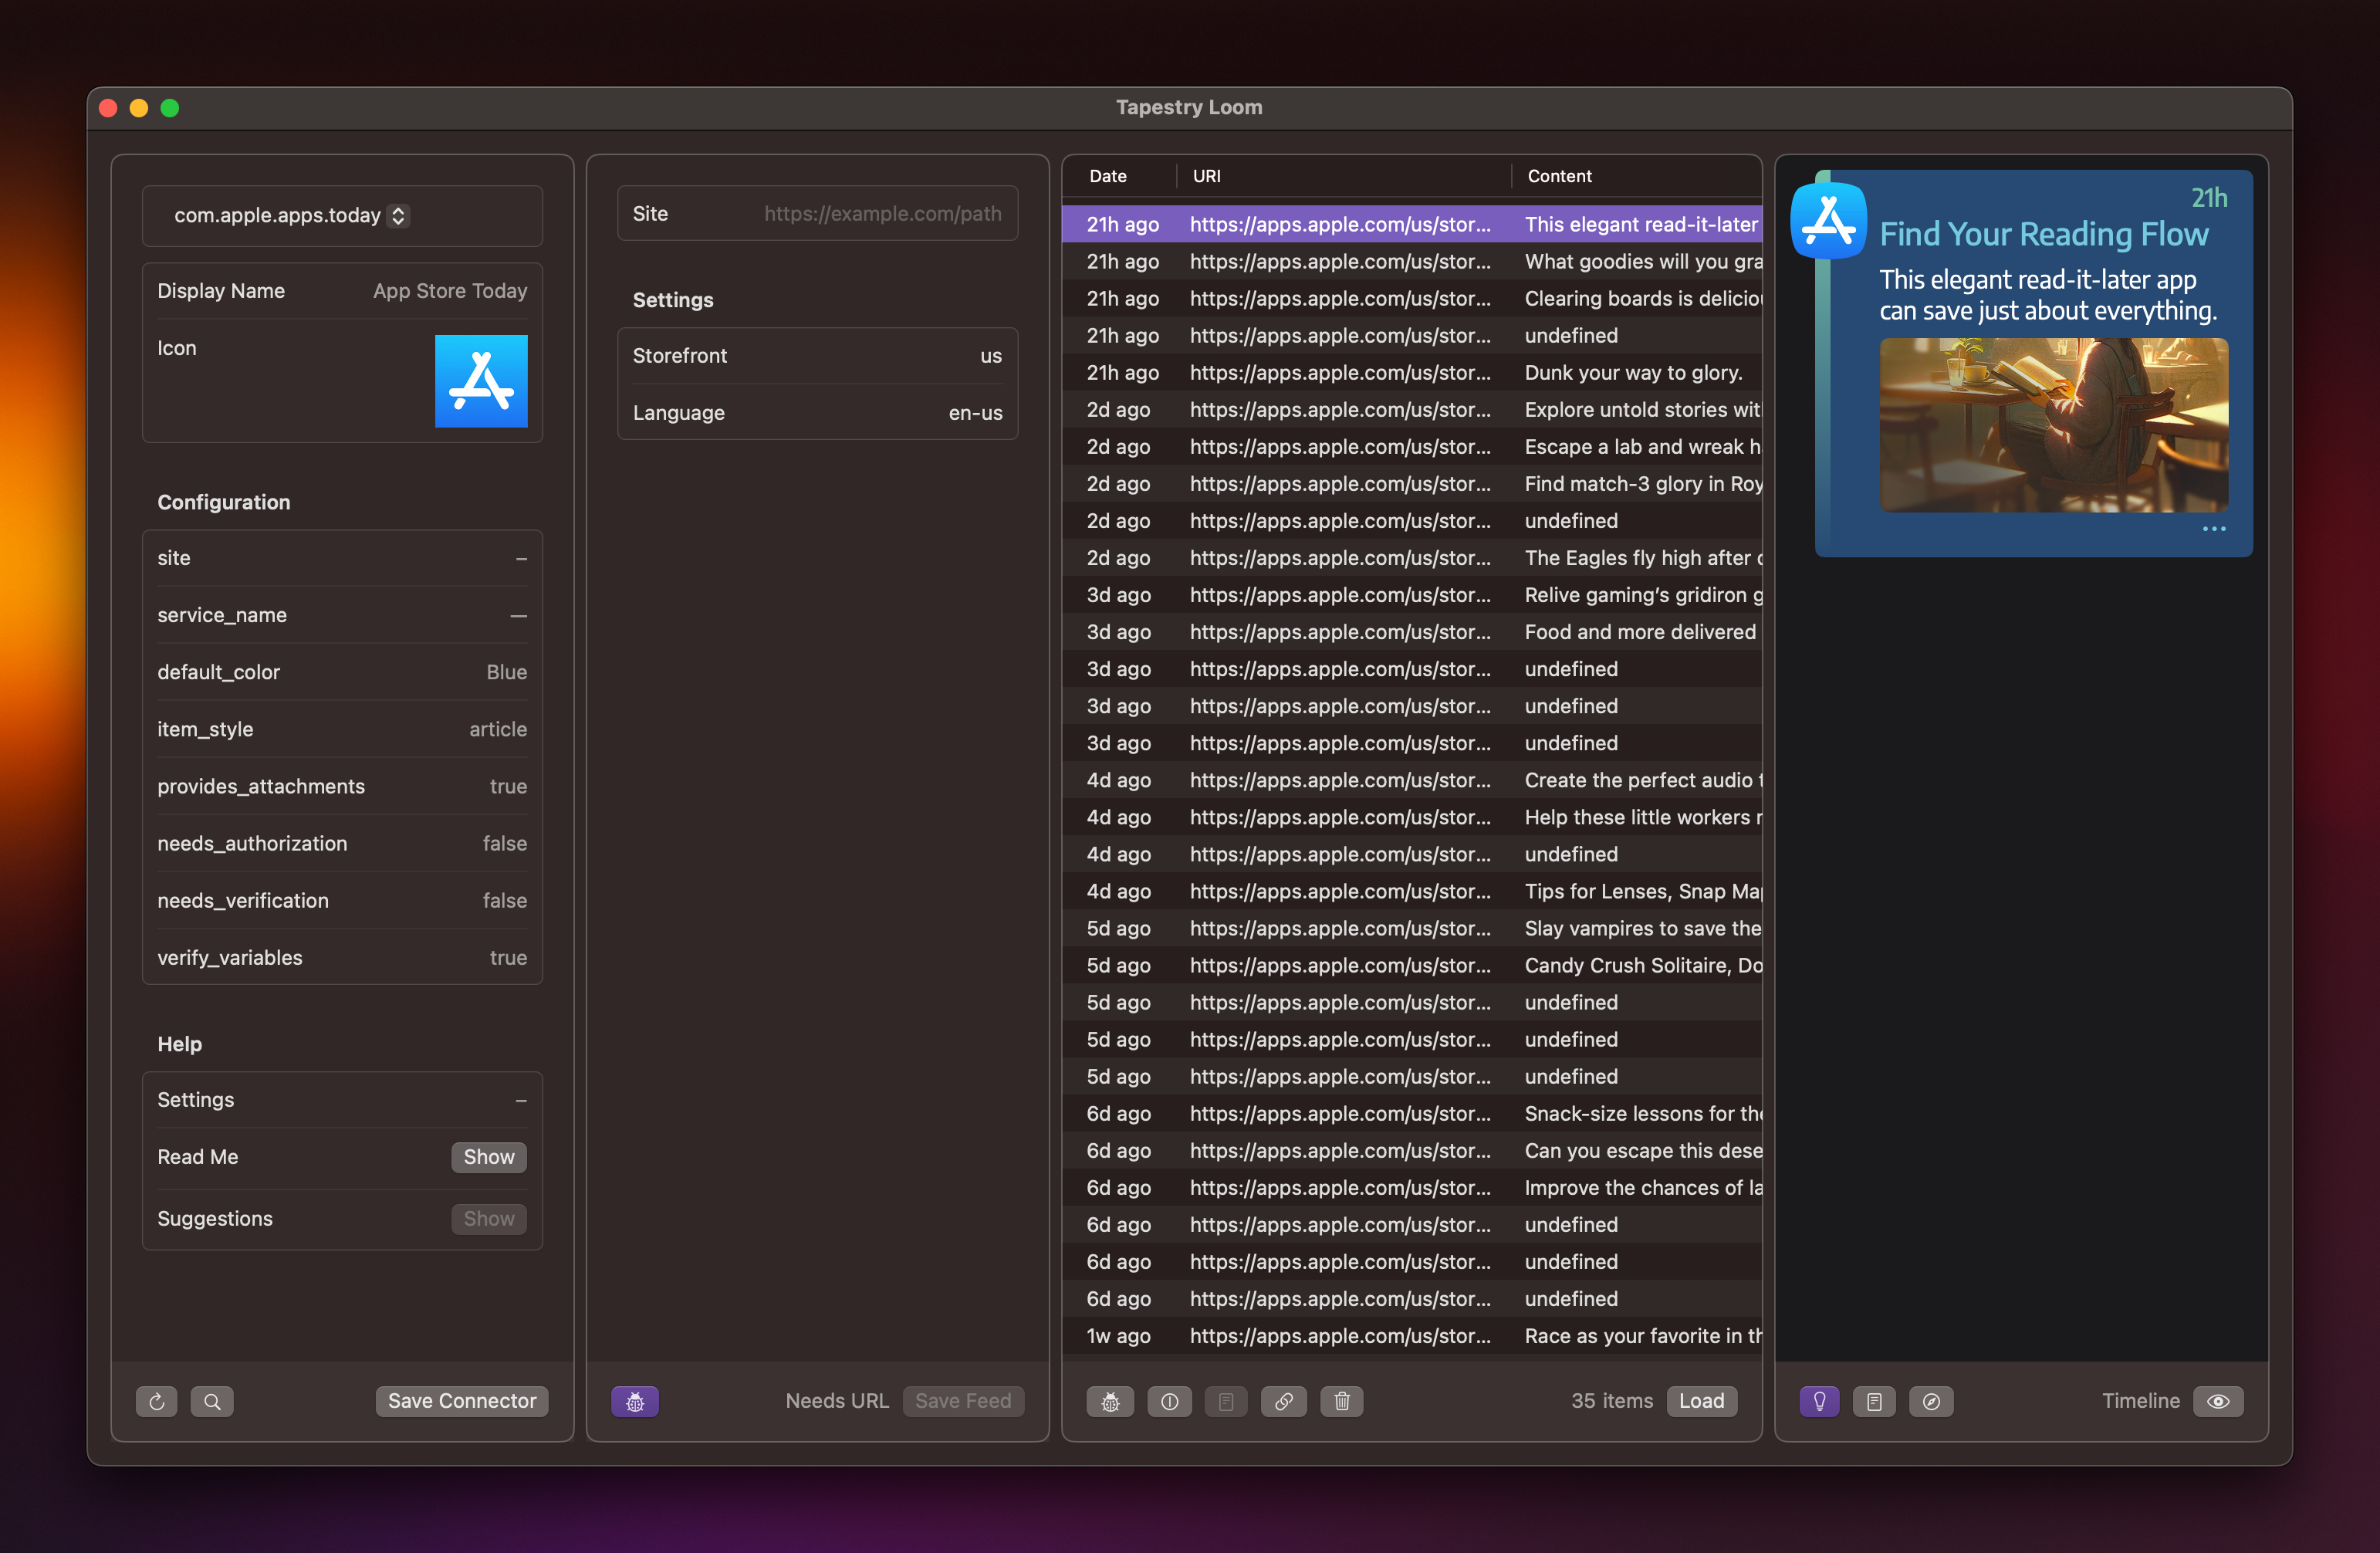 Tapestry Loom
com.apple.apps.today
Display Name App Store Today
Icon
Configuration
site –
service_name —
default_color Blue
item_style article
provides_attachments true
needs_authorization false
needs_verification false
verify_variables true
Help
Settings –
Read Me Show
Suggestions Show
Save Connector
Site https://example.com/path
Settings
Storefront us
Language en-us
Needs URL Save Feed
Date URI Content
21h ago https://apps.apple.com/us/stor... This elegant read-it-later
21h ago https://apps.apple.com/us/stor... What goodies will you gra
21h ago https://apps.apple.com/us/stor... Clearing boards is deliciou
21h ago https://apps.apple.com/us/stor... undefined
21h ago https://apps.apple.com/us/stor... Dunk your way to glory.
2d ago https://apps.apple.com/us/stor... Explore untold stories wit
2d ago https://apps.apple.com/us/stor... Escape a lab and wreak h
2d ago https://apps.apple.com/us/stor... Find match-3 glory in Roy
2d ago https://apps.apple.com/us/stor... undefined
2d ago https://apps.apple.com/us/stor... The Eagles fly high after
3d ago https://apps.apple.com/us/stor... Relive gaming’s gridiron g
3d ago https://apps.apple.com/us/stor... Food and more delivered
3d ago https://apps.apple.com/us/stor... undefined
3d ago https://apps.apple.com/us/stor... undefined
3d ago https://apps.apple.com/us/stor... undefined
4d ago https://apps.apple.com/us/stor... Create the perfect audio t
4d ago https://apps.apple.com/us/stor... Help these little workers r
4d ago https://apps.apple.com/us/stor... undefined
4d ago https://apps.apple.com/us/stor... Tips for Lenses, Snap Map
5d ago https://apps.apple.com/us/stor... Slay vampires to save the
5d ago https://apps.apple.com/us/stor... Candy Crush Solitaire, Do
5d ago https://apps.apple.com/us/stor... undefined
5d ago https://apps.apple.com/us/stor... undefined
5d ago https://apps.apple.com/us/stor... undefined
6d ago https://apps.apple.com/us/stor... Snack-size lessons for the
6d ago https://apps.apple.com/us/stor... Can you escape this dese
6d ago https://apps.apple.com/us/stor... Improve the chances of la
6d ago https://apps.apple.com/us/stor... undefined
6d ago https://apps.apple.com/us/stor... undefined
6d ago https://apps.apple.com/us/stor... undefined
1w ago https://apps.apple.com/us/stor... Race as your favorite in th
35 items Load
21h
Find Your Reading Flow
This elegant read-it-later app
can save just about everything.
Timeline